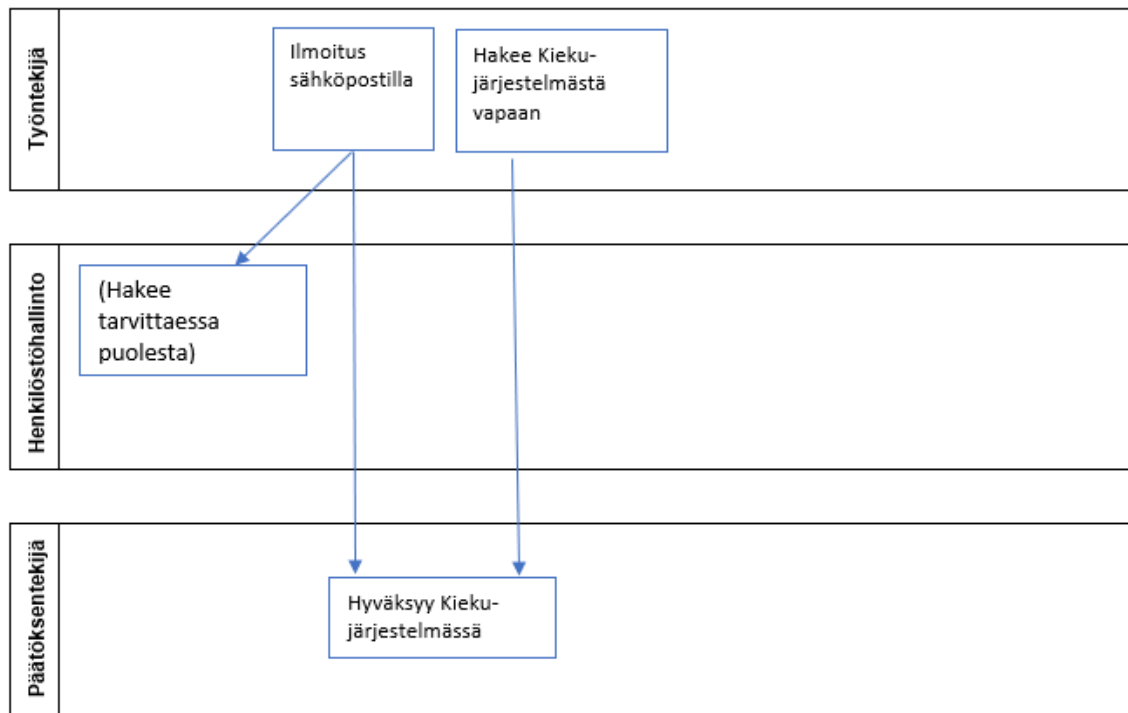 Työntekijä
Ilmoitus
sähköpostilla
Hakee Kieku-
järjestelmästä
vapaan
Henkilöstöhallinto
(Hakee
tarvittaessa
puolesta)
Päätöksentekijä
Hyväksyy Kieku-
järjestelmässä